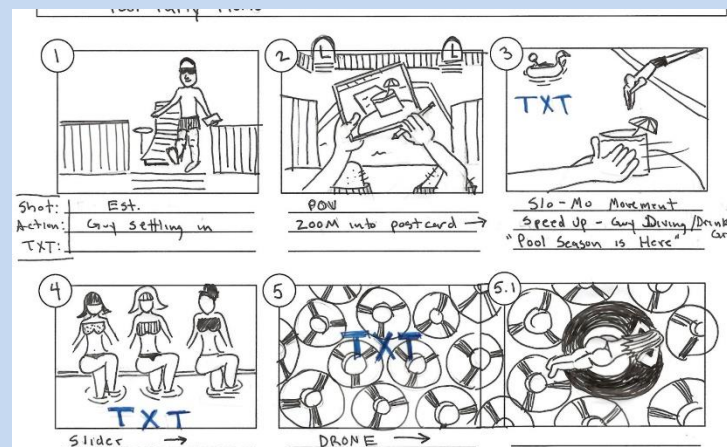 1
2
L
L
3
TXT
Shot: Est.
Action: Guy settling in
TXT:
POV
ZOOM into postcard →
Slo-Mo Movement
Speed Up - Guy Diving/Drink
"Pool Season is Here"
4
TXT
5
TXT
5.1
Slider →
DRONE →